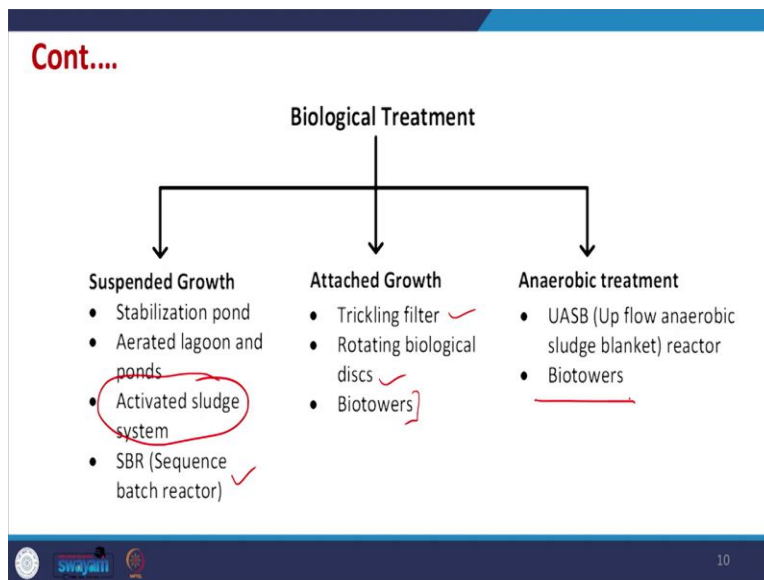 Cont....
Biological Treatment
Suspended Growth
• Stabilization pond
• Aerated lagoon and
ponds
• Activated sludge
system
• SBR (Sequence
batch reactor)
Attached Growth
• Trickling filter
• Rotating biological
discs
• Biotowers
Anaerobic treatment
• UASB (Up flow anaerobic
sludge blanket) reactor
• Biotowers
swayam
10